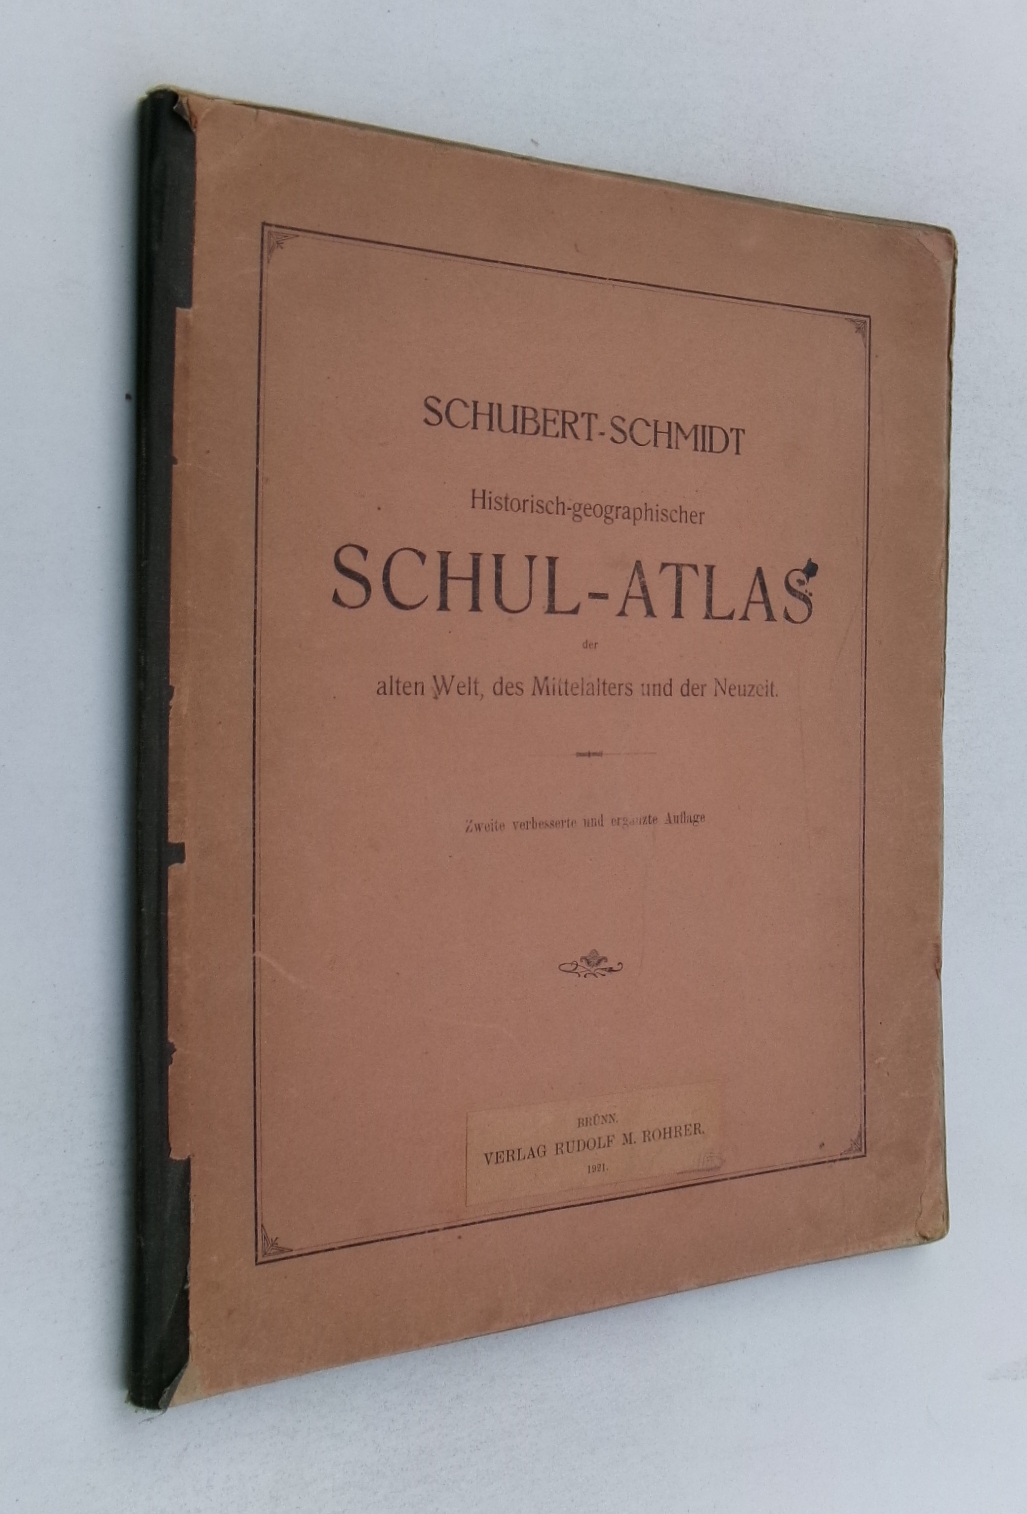 SCHUBERT-SCHMIDT
Historisch-geographischer
SCHUL-ATLAS
der
alten Welt, des Mittelalters und der Neuzeit.
Zweite verbesserte und ergänzte Auflage
BRÜNN.
VERLAG RUDOLF M. ROHRER.
1921.